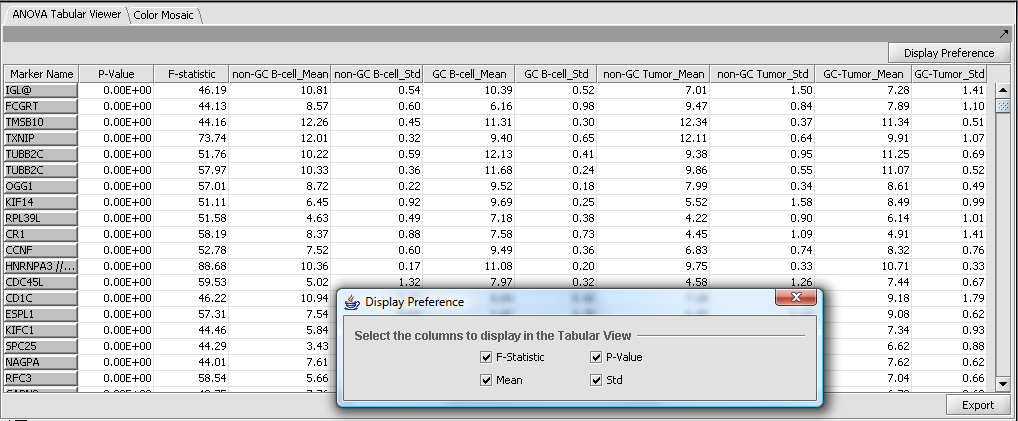 ANOVA Tabular Viewer Color Mosaic
Display Preference
Marker Name P-Value F-statistic non-GC B-cell_Mean non-GC B-cell_Std GC B-cell_Mean GC B-cell_Std non-GC Tumor_Mean non-GC Tumor_Std GC-Tumor_Mean GC-Tumor_Std
IGL@ 0.00E+00 46.19 10.81 0.54 10.39 0.52 7.01 1.50 7.28 1.41
FCGRT 0.00E+00 44.13 8.57 0.60 6.16 0.98 9.47 0.84 7.89 1.10
TMSB10 0.00E+00 44.16 12.26 0.45 11.31 0.30 12.34 0.37 11.34 0.51
TXNIP 0.00E+00 73.74 12.01 0.32 9.40 0.65 12.11 0.64 9.91 1.07
TUBB2C 0.00E+00 51.76 10.22 0.59 12.13 0.41 9.38 0.95 11.25 0.69
TUBB2C 0.00E+00 57.97 10.33 0.36 11.68 0.24 9.86 0.55 11.07 0.52
OGG1 0.00E+00 57.01 8.72 0.22 9.52 0.18 7.99 0.34 8.61 0.49
KIF14 0.00E+00 51.11 6.45 0.92 9.69 0.25 5.52 1.58 8.49 0.99
RPL39L 0.00E+00 51.58 4.63 0.49 7.18 0.38 4.22 0.90 6.14 1.01
CR1 0.00E+00 58.19 8.37 0.88 7.58 0.73 4.45 1.09 4.91 1.41
CCNF 0.00E+00 52.78 7.52 0.60 9.49 0.36 6.83 0.74 8.32 0.76
HNRNPA3 //... 0.00E+00 88.68 10.36 0.17 11.08 0.20 9.75 0.33 10.71 0.33
CDC45L 0.00E+00 59.53 5.02 1.32 7.97 0.32 4.58 1.26 7.44 0.67
CD1C 0.00E+00 46.22 10.94 9.18 1.79
ESPL1 0.00E+00 57.31 7.54 9.08 0.62
KIFC1 0.00E+00 44.46 5.84 7.34 0.93
SPC25 0.00E+00 44.29 3.43 6.62 0.88
NAGPA 0.00E+00 44.01 7.61 7.62 0.62
RFC3 0.00E+00 58.54 5.66 7.04 0.66
Display Preference
Select the columns to display in the Tabular View
F-Statistic P-Value
Mean Std
Export